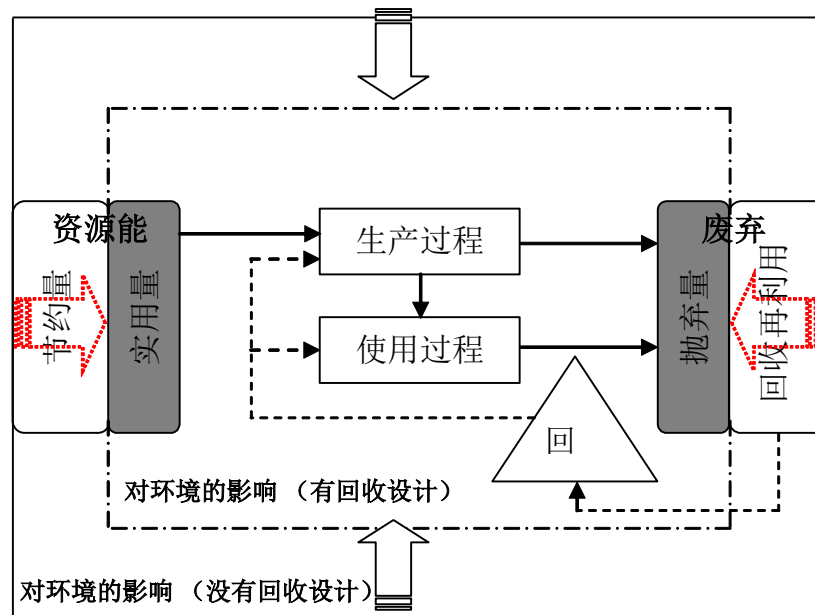 资源能
节约量
实用量
生产过程
使用过程
废弃
抛弃量
回收再利用
回
对环境的影响 （有回收设计）
对环境的影响 （没有回收设计）